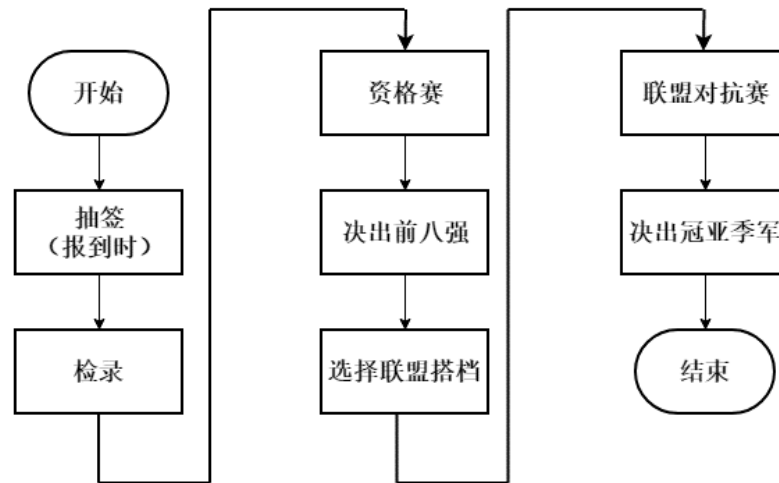 开始
抽签
（报到时）
检录
资格赛
决出前八强
选择联盟搭档
联盟对抗赛
决出冠亚季军
结束